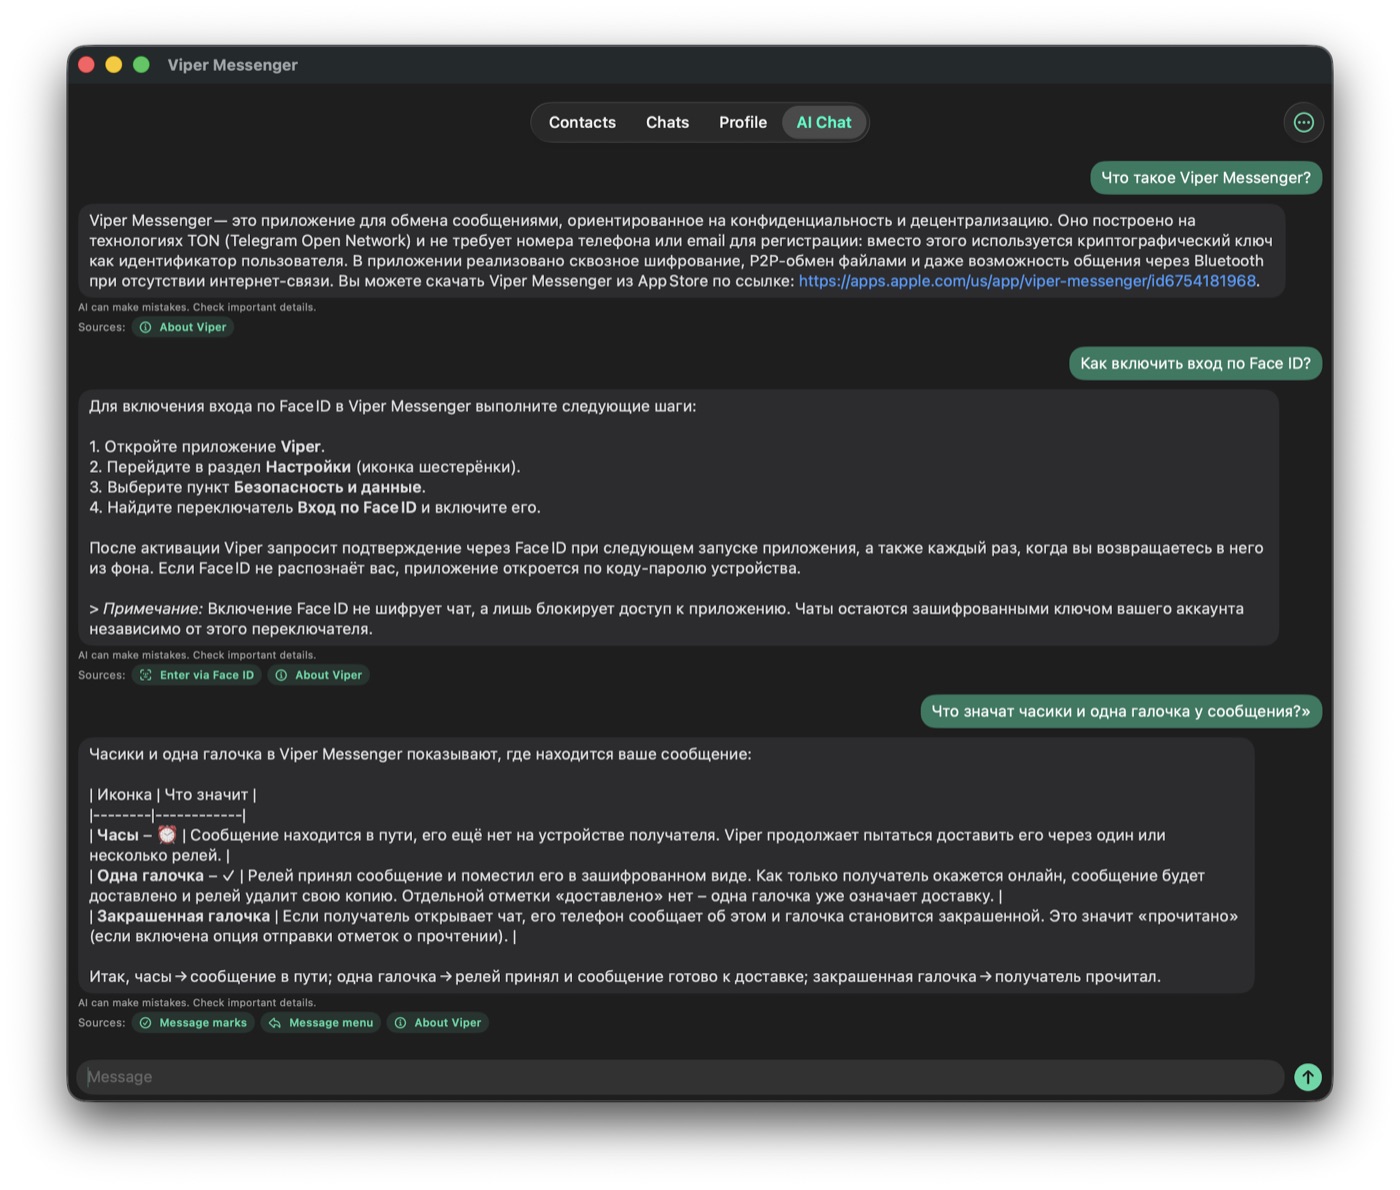 Viper Messenger
Contacts Chats Profile AI Chat
Что такое Viper Messenger?
Viper Messenger — это приложение для обмена сообщениями, ориентированное на конфиденциальность и децентрализацию. Оно построено на
технологиях TON (Telegram Open Network) и не требует номера телефона или email для регистрации: вместо этого используется криптографический ключ
как идентификатор пользователя. В приложении реализовано сквозное шифрование, P2P-обмен файлами и даже возможность общения через Bluetooth
при отсутствии интернет-связи. Вы можете скачать Viper Messenger из App Store по ссылке: https://apps.apple.com/us/app/viper-messenger/id6754181968.
AI can make mistakes. Check important details.
Sources: About Viper
Как включить вход по Face ID?
Для включения входа по Face ID в Viper Messenger выполните следующие шаги:
1. Откройте приложение Viper.
2. Перейдите в раздел Настройки (иконка шестерёнки).
3. Выберите пункт Безопасность и данные.
4. Найдите переключатель Вход по Face ID и включите его.
После активации Viper запросит подтверждение через Face ID при следующем запуске приложения, а также каждый раз, когда вы возвращаетесь в него
из фона. Если Face ID не распознаёт вас, приложение откроется по коду-паролю устройства.
> Примечание: Включение Face ID не шифрует чат, а лишь блокирует доступ к приложению. Чаты остаются зашифрованными ключом вашего аккаунта
независимо от этого переключателя.
AI can make mistakes. Check important details.
Sources: Enter via Face ID About Viper
Что значат часики и одна галочка у сообщения?»
Часики и одна галочка в Viper Messenger показывают, где находится ваше сообщение:
| Иконка | Что значит |
|--------|------------|
| Часы – ⏰ | Сообщение находится в пути, его ещё нет на устройстве получателя. Viper продолжает пытаться доставить его через один или
несколько релей. |
| Одна галочка – ✓ | Релей принял сообщение и поместил его в зашифрованном виде. Как только получатель окажется онлайн, сообщение будет
доставлено и релей удалит свою копию. Отдельной отметки «доставлено» нет – одна галочка уже означает доставку. |
| Закрашенная галочка | Если получатель открывает чат, его телефон сообщает об этом и галочка становится закрашенной. Это значит «прочитано»
(если включена опция отправки отметок о прочтении). |
Итак, часы → сообщение в пути; одна галочка → релей принял и сообщение готово к доставке; закрашенная галочка → получатель прочитал.
AI can make mistakes. Check important details.
Sources: Message marks Message menu About Viper
Message